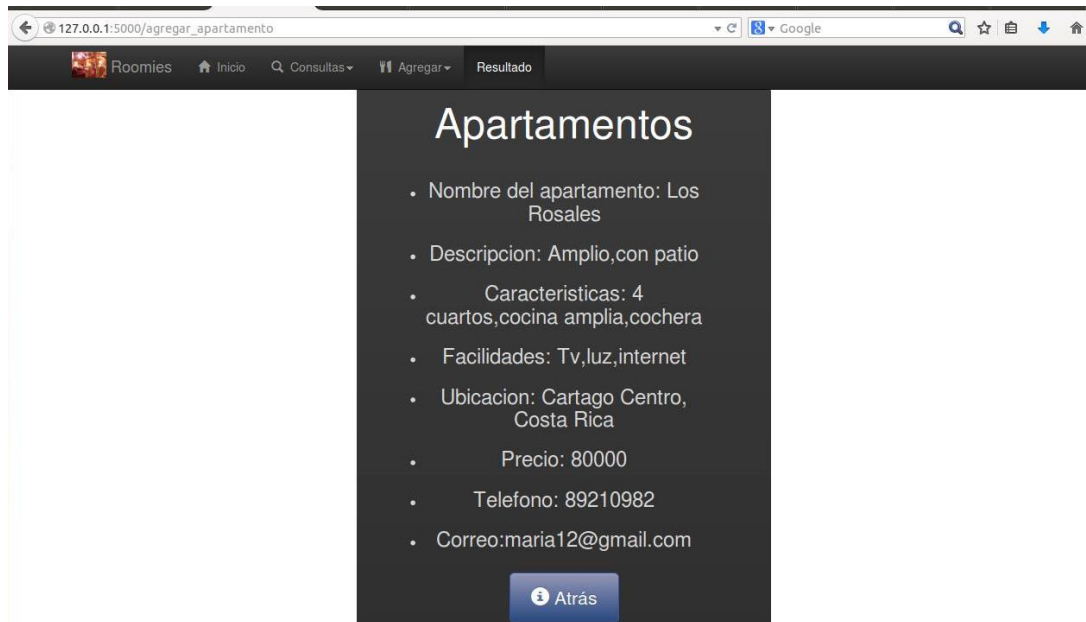 127.0.0.1:5000/agregar_apartamento
Google
Roomies
Inicio
Consultas
Agregar
Resultado
Apartamentos
• Nombre del apartamento: Los
Rosales
• Descripcion: Amplio,con patio
• Caracteristicas: 4
cuartos,cocina amplia,cochera
• Facilidades: Tv,luz,internet
• Ubicacion: Cartago Centro,
Costa Rica
• Precio: 80000
• Telefono: 89210982
• Correo:maria12@gmail.com
Atrás